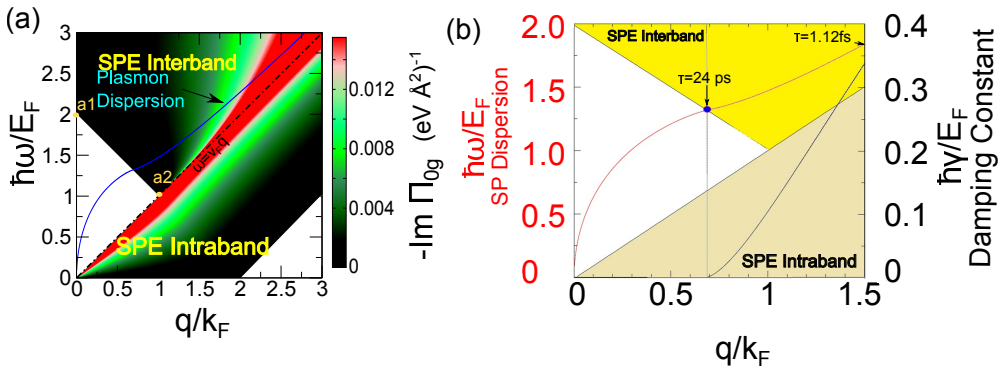 (a)
3
2.5
2
1.5
1
0.5
0
ħω/E_F
SPE Interband
Plasmon
Dispersion
a1
a2
ω=v_F q
SPE Intraband
0 0.5 1 1.5 2 2.5 3
q/k_F
0.012
0.008
0.004
0
-Im Π_0g (eV Å²)⁻¹
(b)
2.0
1.5
1.0
0.5
0
ħω/E_F
SP Dispersion
SPE Interband
τ=24 ps
τ=1.12fs
SPE Intraband
0 0.5 1 1.5
q/k_F
0.4
0.3
0.2
0.1
0
ħγ/E_F
Damping Constant